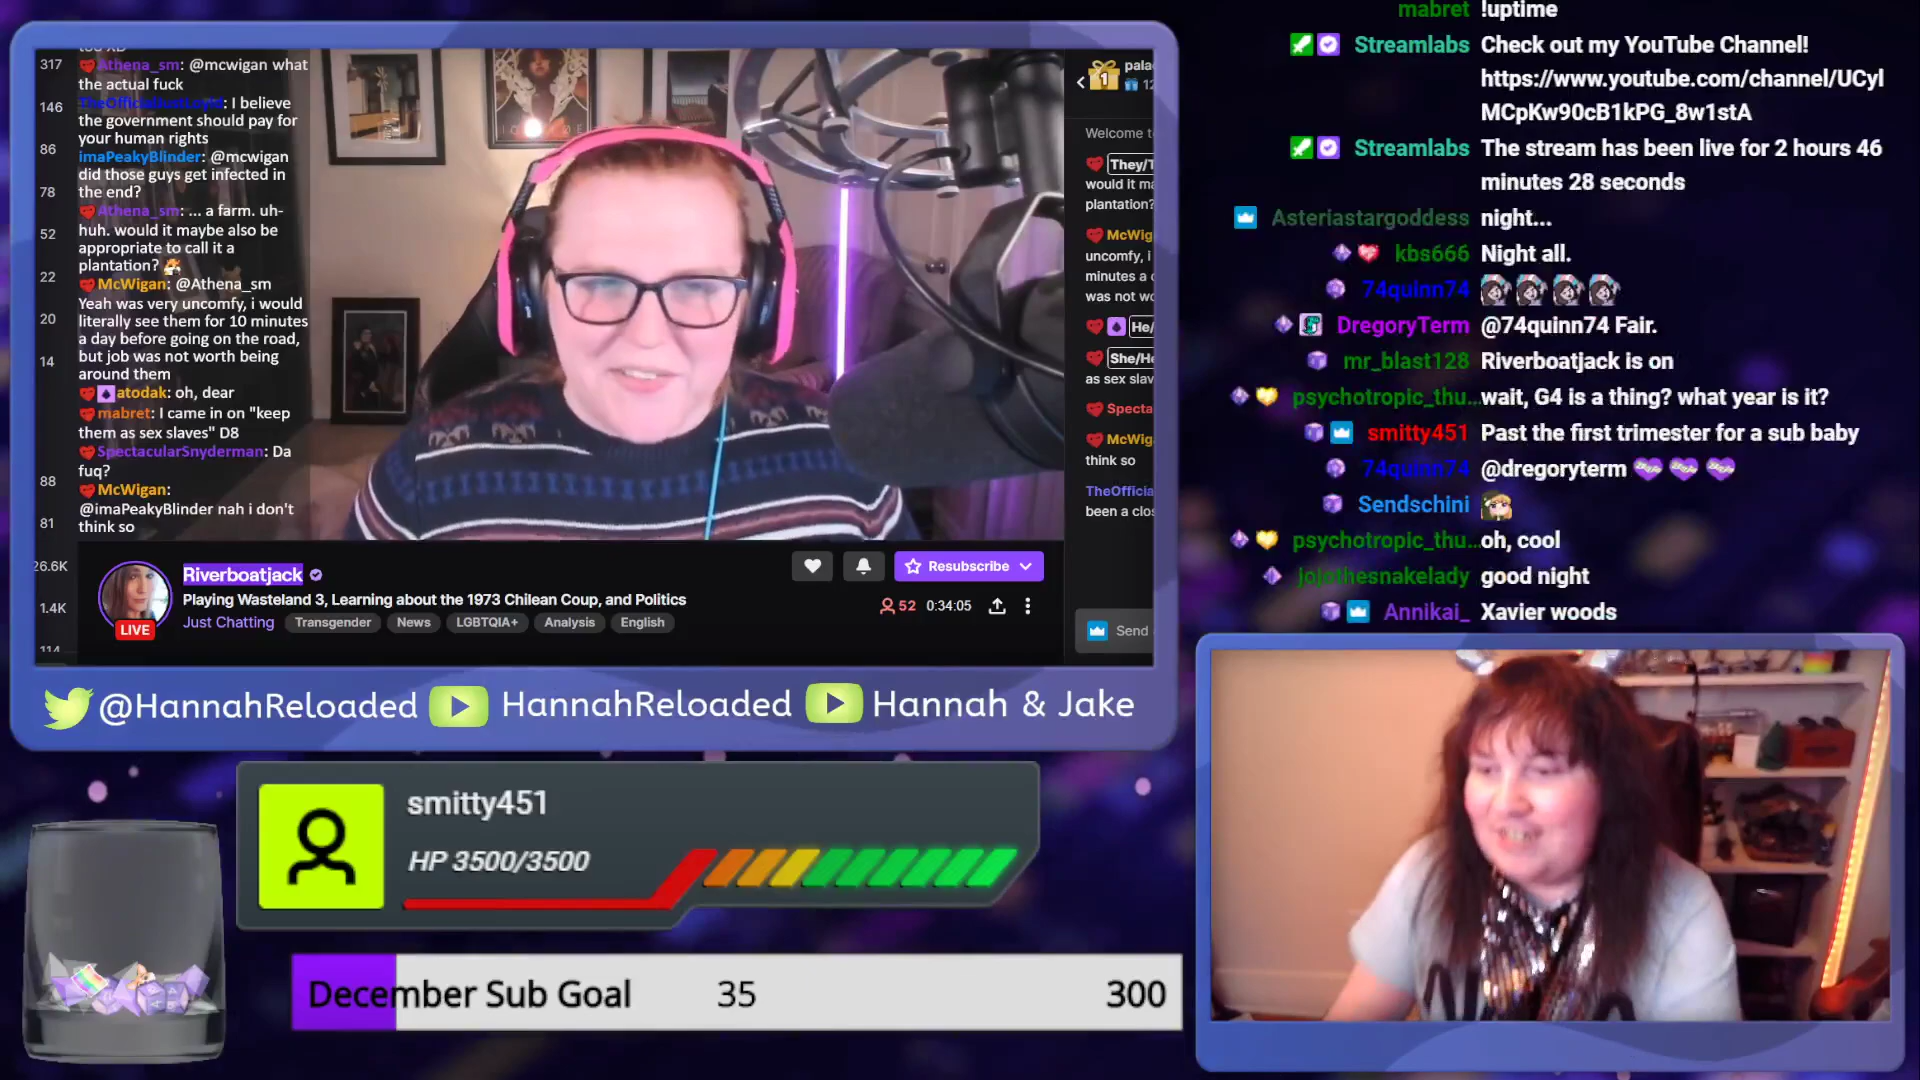 317
Athena_sm: @mcwigan what
the actual fuck
146
TheOfficialJustLloyd: I believe
the government should pay for
your human rights
86
imaPeakyBlinder: @mcwigan
did those guys get infected in
78
the end?
Athena_sm: ... a farm. uh-
52
huh. would it maybe also be
appropriate to call it a
plantation?
22
McWigan: @Athena_sm
Yeah was very uncomfy, i would
20
literally see them for 10 minutes
a day before going on the road,
14
but job was not worth being
around them
atodak: oh, dear
mabret: I came in on "keep
them as sex slaves" D8
SpectacularSnyderman: Da
fuq?
88
McWigan:
@imaPeakyBlinder nah i don't
81
think so
26.6K
1.4K
114
1
pala
12
Welcome t
They/T
would it ma
plantation?
McWig
uncomfy, i
minutes a
was not wo
He/
She/He
as sex slav
Specta
McWig
think so
TheOfficia
been a clos
Send
Riverboatjack
Resubscribe
Playing Wasteland 3, Learning about the 1973 Chilean Coup, and Politics
52 0:34:05
LIVE
Just Chatting Transgender News LGBTQIA+ Analysis English
@HannahReloaded HannahReloaded Hannah & Jake
mabret !uptime
Streamlabs Check out my YouTube Channel!
https://www.youtube.com/channel/UCyl
MCpKw90cB1kPG_8w1stA
Streamlabs The stream has been live for 2 hours 46
minutes 28 seconds
Asteriastargoddess night...
kbs666 Night all.
74quinn74
DregoryTerm @74quinn74 Fair.
mr_blast128 Riverboatjack is on
psychotropic_thu... wait, G4 is a thing? what year is it?
smitty451 Past the first trimester for a sub baby
74quinn74 @dregoryterm
Sendschini
psychotropic_thu... oh, cool
jojothesnakelady good night
Annikai_ Xavier woods
smitty451
HP 3500/3500
December Sub Goal 35 300